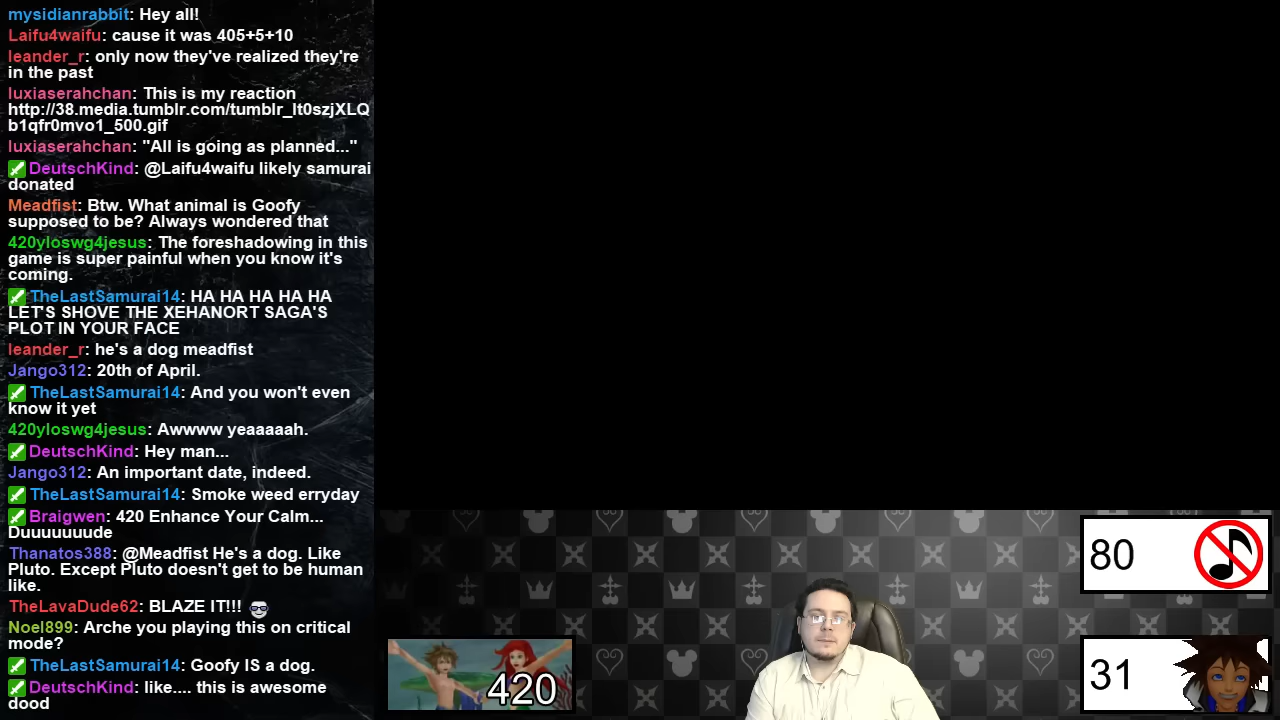 mysidianrabbit: Hey all!
Laifu4waifu: cause it was 405+5+10
leander_r: only now they've realized they're
in the past
luxiaserahchan: This is my reaction
http://38.media.tumblr.com/tumblr_lt0szjXLQ
b1qfr0mvo1_500.gif
luxiaserahchan: "All is going as planned..."
DeutschKind: @Laifu4waifu likely samurai
donated
Meadfist: Btw. What animal is Goofy
supposed to be? Always wondered that
420yloswg4jesus: The foreshadowing in this
game is super painful when you know it's
coming.
TheLastSamurai14: HA HA HA HA HA
LET'S SHOVE THE XEHANORT SAGA'S
PLOT IN YOUR FACE
leander_r: he's a dog meadfist
Jango312: 20th of April.
TheLastSamurai14: And you won't even
know it yet
420yloswg4jesus: Awwww yeaaaaah.
DeutschKind: Hey man...
Jango312: An important date, indeed.
TheLastSamurai14: Smoke weed erryday
Braigwen: 420 Enhance Your Calm...
Duuuuuuude
Thanatos388: @Meadfist He's a dog. Like
Pluto. Except Pluto doesn't get to be human
like.
TheLavaDude62: BLAZE IT!!!
Noel899: Arche you playing this on critical
mode?
TheLastSamurai14: Goofy IS a dog.
DeutschKind: like.... this is awesome
dood
420
80
31